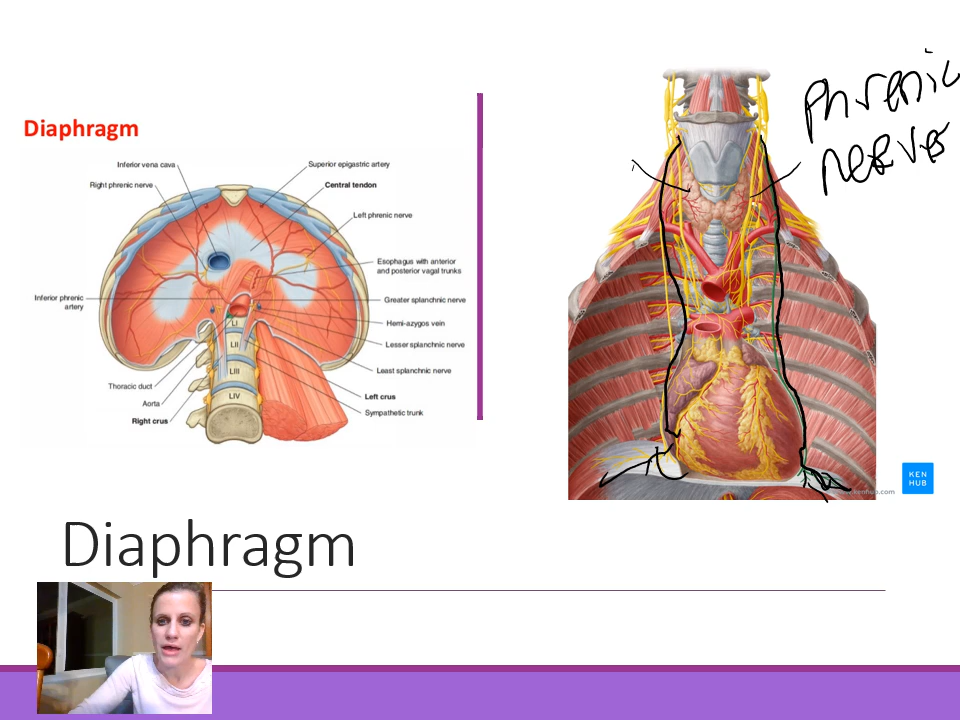 Diaphragm
Inferior vena cava
Right phrenic nerve
Superior epigastric artery
Central tendon
Left phrenic nerve
Esophagus with anterior
and posterior vagal trunks
Inferior phrenic
artery
Greater splanchnic nerve
Hemi-azygos vein
Lesser splanchnic nerve
Least splanchnic nerve
Thoracic duct
Aorta
Right crus
Left crus
Sympathetic trunk
LI
LII
LIII
LIV
Phrenic
nerve
KEN
HUB
kenhub.com
Diaphragm